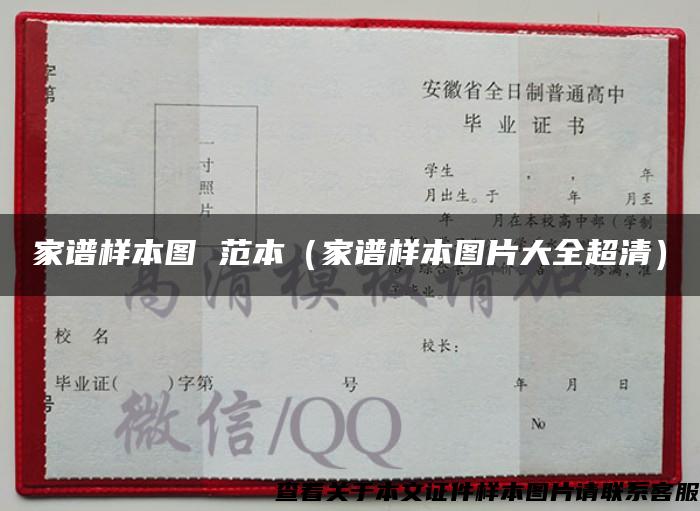 字
第
安徽省全日制普通高中
毕业证书
一寸照片
学生 , , 年
月出生。于 年 月至
年 月在本校高中部(学制
家谱样本图 范本（家谱样本图片大全超清）
高清模板请加
毕业。
校 名
校长：
毕业证( )字第 号
年 月 日
号
微信/QQ
№
查看关于本文证件样本图片请联系客服